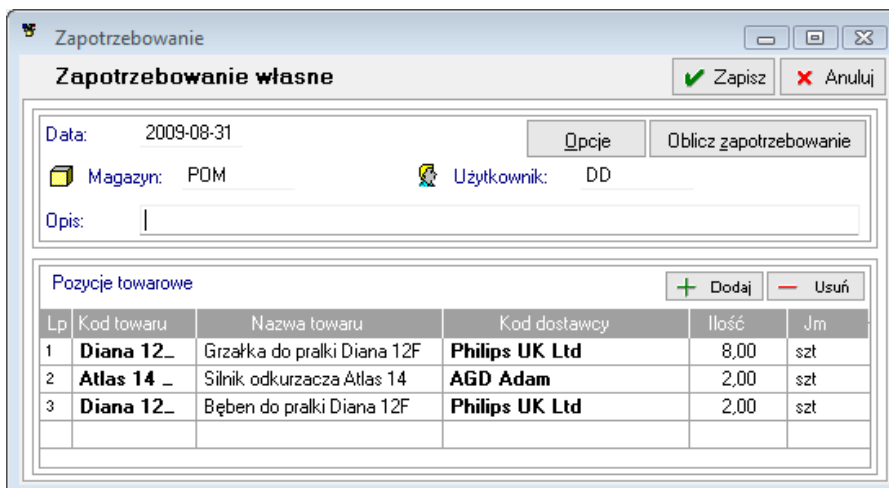 Zapotrzebowanie
Zapotrzebowanie własne
Zapisz
Anuluj
Data: 2009-08-31
Opcje
Oblicz zapotrzebowanie
Magazyn: POM
Użytkownik: DD
Opis:
Pozycje towarowe
Dodaj
Usuń
Lp Kod towaru Nazwa towaru Kod dostawcy Ilość Jm
1 Diana 12_ Grzałka do pralki Diana 12F Philips UK Ltd 8,00 szt
2 Atlas 14 _ Silnik odkurzacza Atlas 14 AGD Adam 2,00 szt
3 Diana 12_ Bęben do pralki Diana 12F Philips UK Ltd 2,00 szt